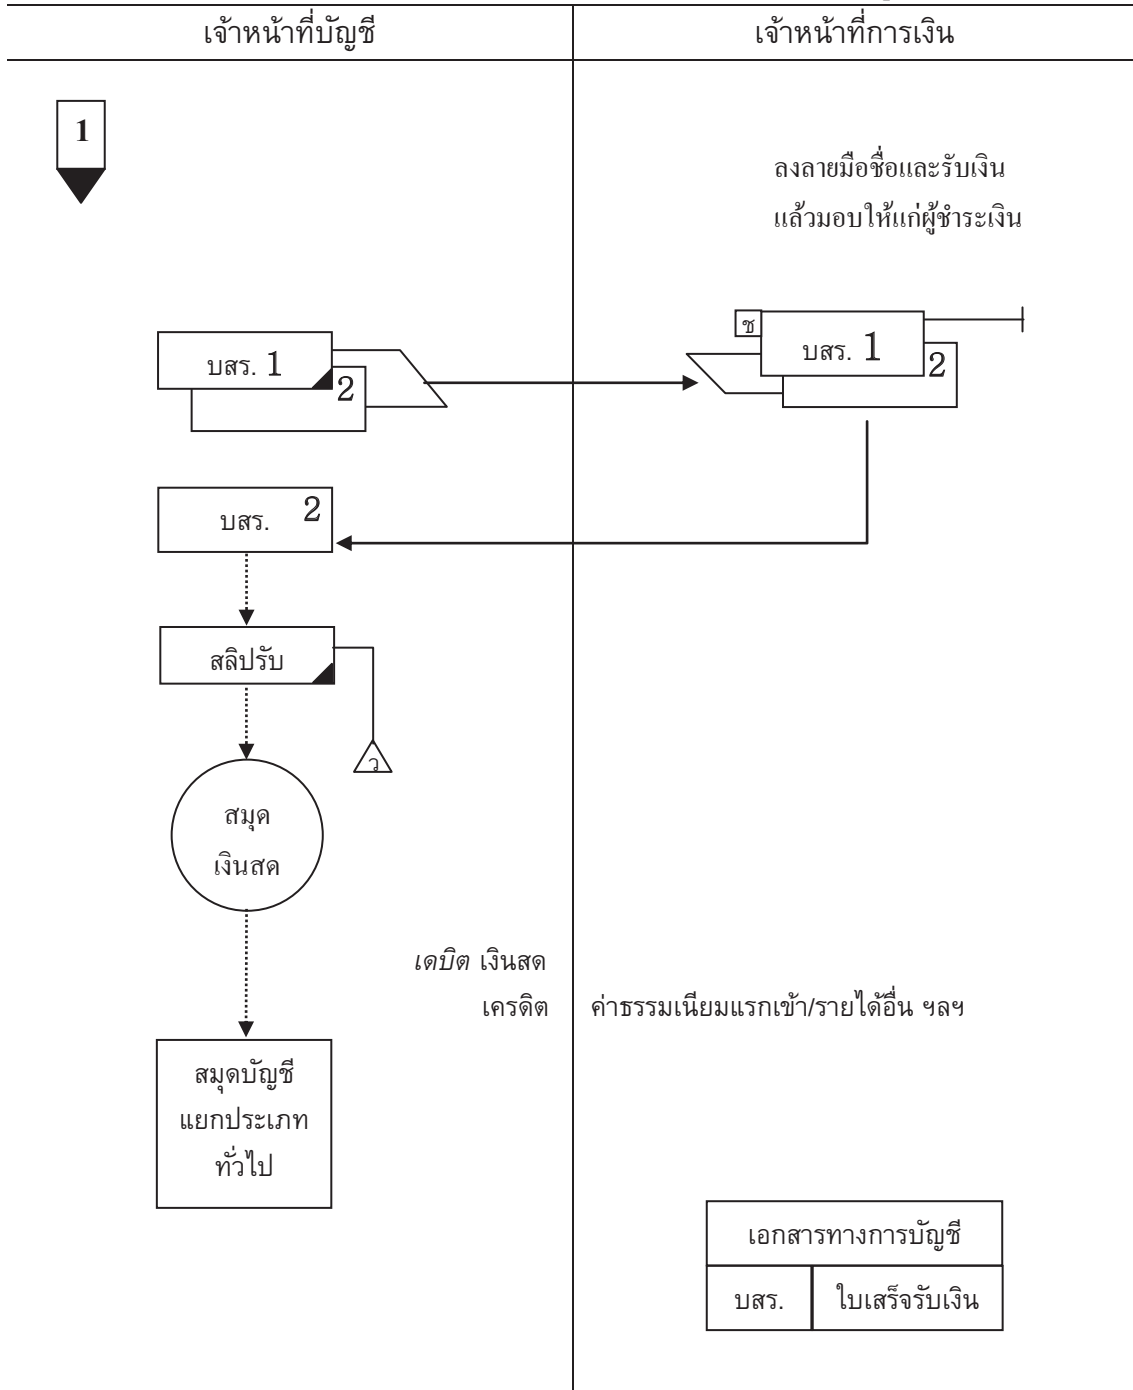 เจ้าหน้าที่บัญชี
เจ้าหน้าที่การเงิน
1
ลงลายมือชื่อและรับเงิน
แล้วมอบให้แก่ผู้ชำระเงิน
บสร. 1
2
ช
บสร. 1
2
บสร. 2
สลิปรับ
ว
สมุด
เงินสด
เดบิต เงินสด
เครดิต ค่าธรรมเนียมแรกเข้า/รายได้อื่น ฯลฯ
สมุดบัญชี
แยกประเภท
ทั่วไป
เอกสารทางการบัญชี
บสร. ใบเสร็จรับเงิน